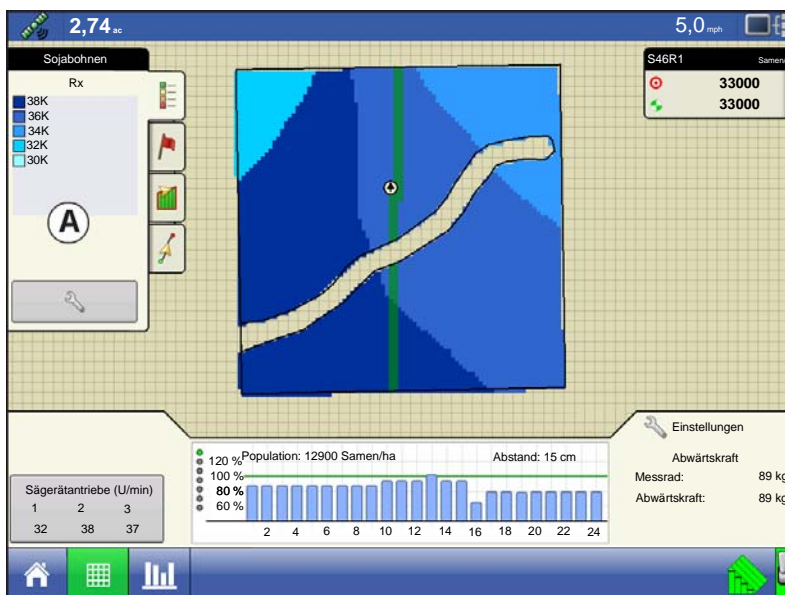 2,74 ac
5,0 mph
Sojabohnen
Rx
38K
36K
34K
32K
30K
A
S46R1
33000
33000
Population: 12900 Samen/ha
Abstand: 15 cm
120 %
100 %
80 %
60 %
2 4 6 8 10 12 14 16 18 20 22 24
Sägerätantriebe (U/min)
1 2 3
32 38 37
Einstellungen
Abwärtskraft
Messrad: 89 kg
Abwärtskraft: 89 kg